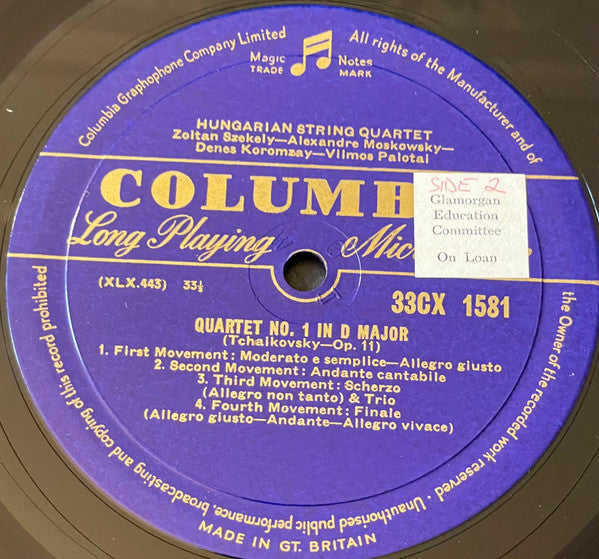 Columbia Graphophone Company Limited
All rights of the Manufacturer and of
the Owner of the recorded work reserved · Unauthorised public performance, broadcasting and copying of this record prohibited
Magic Notes
TRADE MARK
HUNGARIAN STRING QUARTET
Zoltan Szekely—Alexandre Moskowsky—
Denes Koromzay—Vilmos Palotai
COLUMB
Long Playing
SIDE 2
Glamorgan
Education
Committee
On Loan
(XLX.443) 33⅓
33CX 1581
QUARTET NO. 1 IN D MAJOR
(Tchaikovsky—Op. 11)
1. First Movement: Moderato e semplice—Allegro giusto
2. Second Movement: Andante cantabile
3. Third Movement: Scherzo
(Allegro non tanto) & Trio
4. Fourth Movement: Finale
(Allegro giusto—Andante—Allegro vivace)
MADE IN GT. BRITAIN